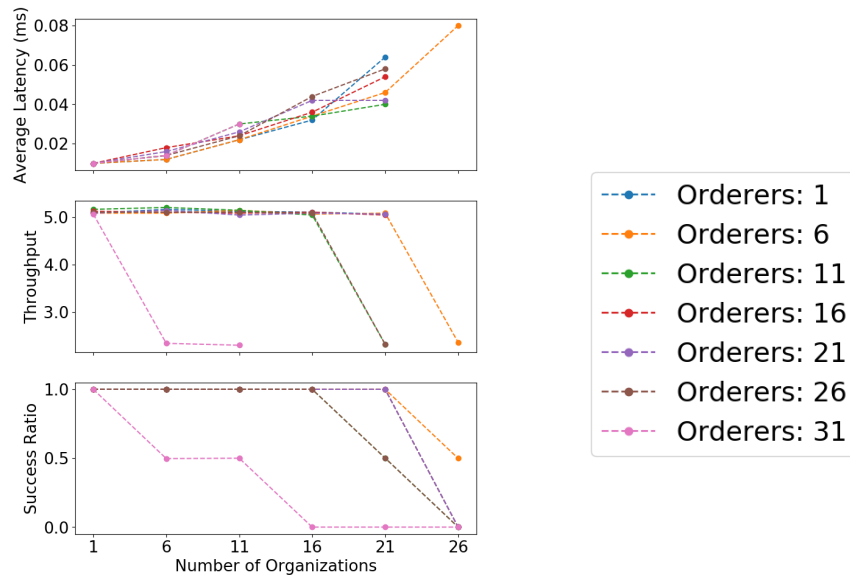 Average Latency (ms)
0.08
0.06
0.04
0.02
Throughput
5.0
4.0
3.0
Success Ratio
1.0
0.5
0.0
1 6 11 16 21 26
Number of Organizations
Orderers: 1
Orderers: 6
Orderers: 11
Orderers: 16
Orderers: 21
Orderers: 26
Orderers: 31